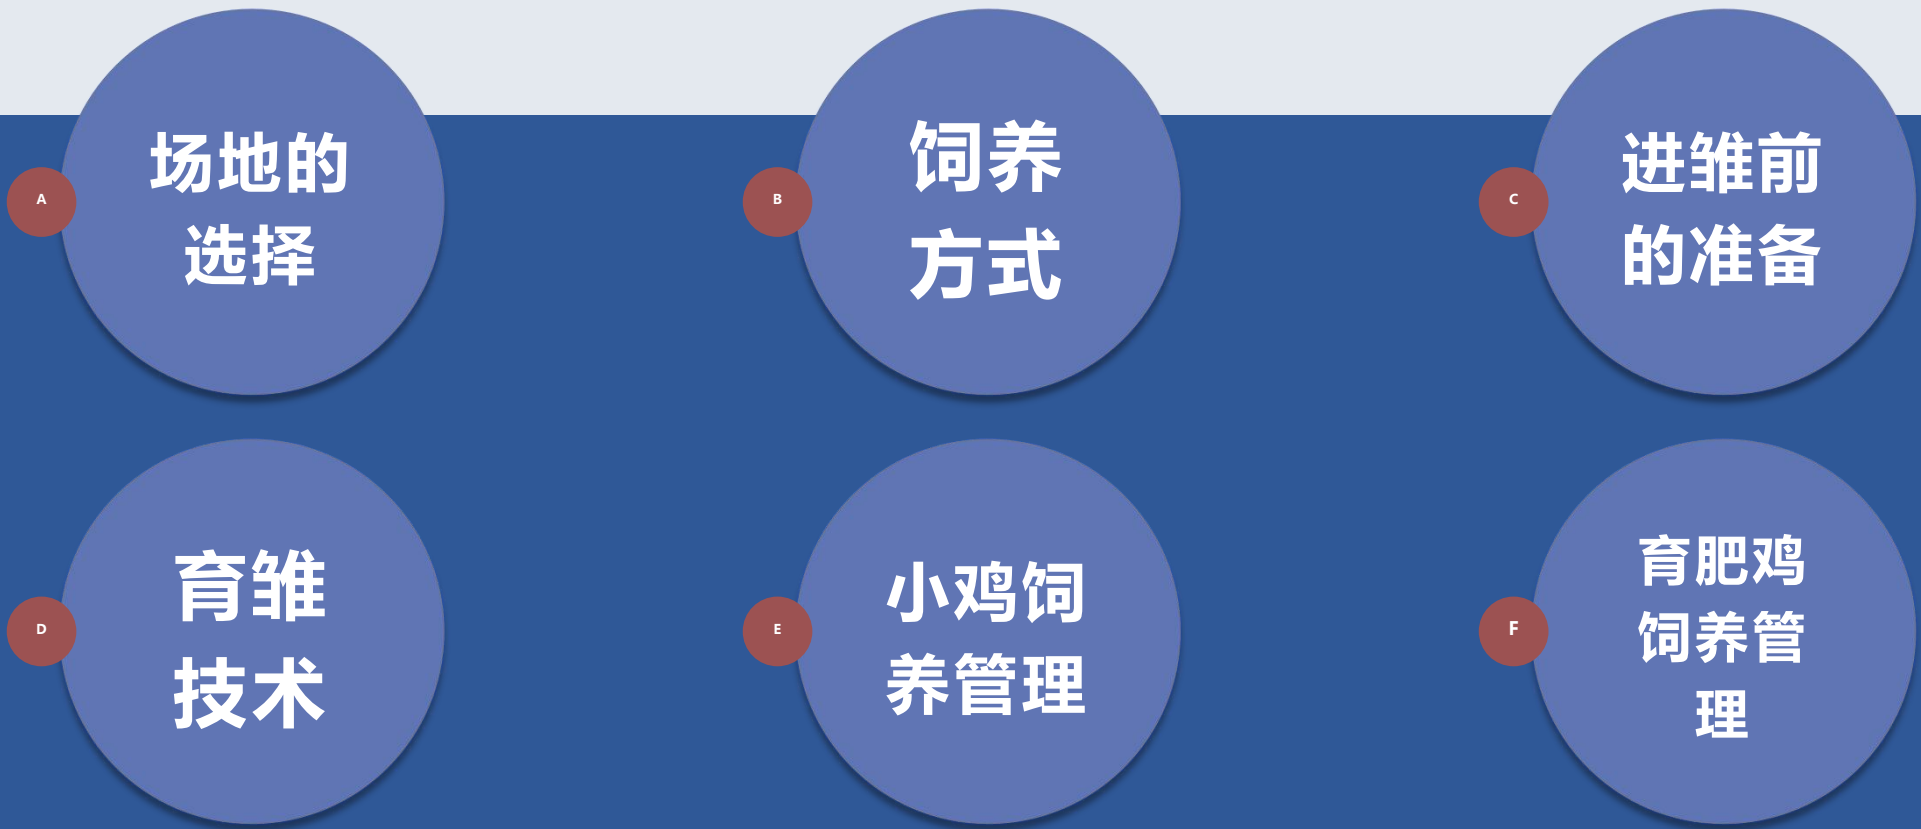 A
场地的
选择
B
饲养
方式
C
进雏前
的准备
D
育雏
技术
E
小鸡饲
养管理
F
育肥鸡
饲养管
理